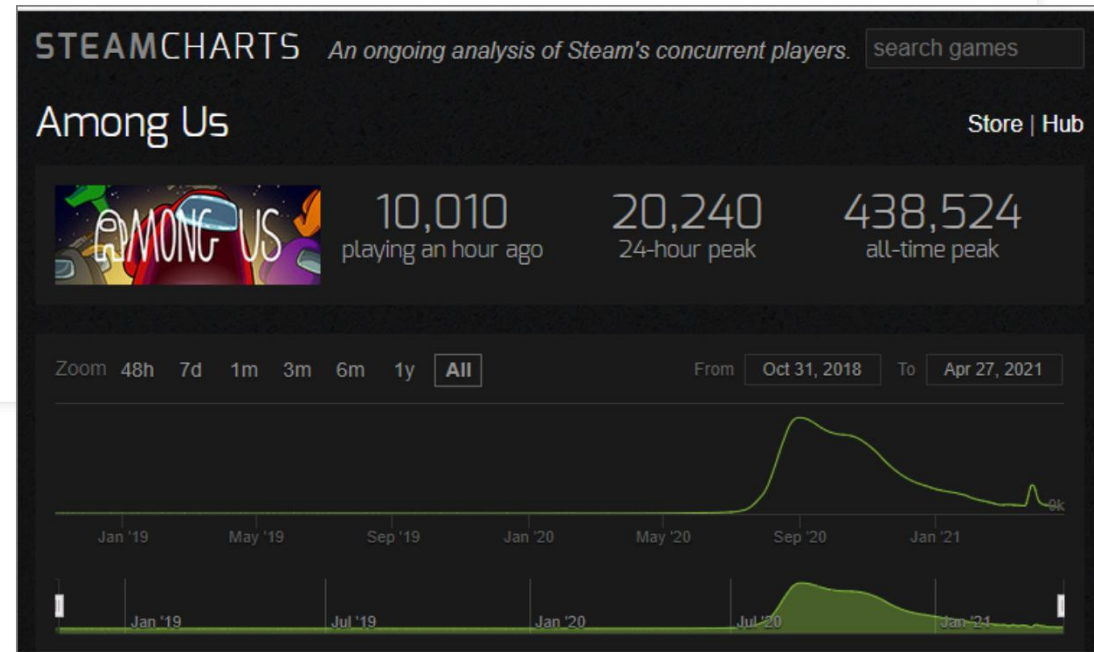 STEAMCHARTS An ongoing analysis of Steam's concurrent players. search games
Among Us Store | Hub
AMONG US
10,010 20,240 438,524
playing an hour ago 24-hour peak all-time peak
Zoom 48h 7d 1m 3m 6m 1y All From Oct 31, 2018 To Apr 27, 2021
0k
Jan '19 May '19 Sep '19 Jan '20 May '20 Sep '20 Jan '21
Jan '19 Jul '19 Jan '20 Jul '20 Jan '21